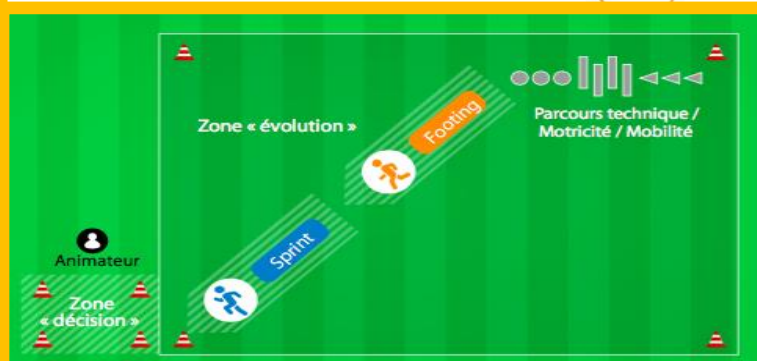 Zone « évolution »
Footing
Parcours technique /
Motricité / Mobilité
Sprint
Animateur
Zone
« décision »